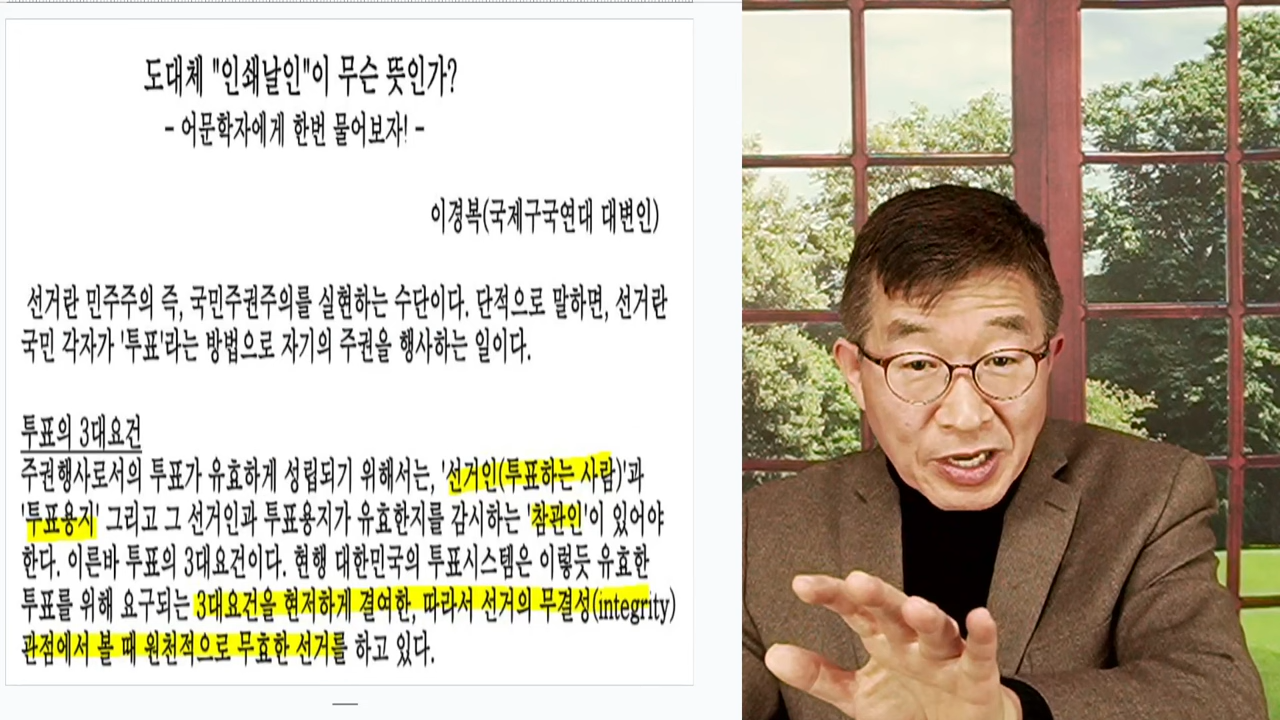 도대체 "인쇄날인"이 무슨 뜻인가?
- 어문학자에게 한번 물어보자! -
이경복(국제구국연대 대변인)
선거란 민주주의 즉, 국민주권주의를 실현하는 수단이다. 단적으로 말하면, 선거란
국민 각자가 '투표'라는 방법으로 자기의 주권을 행사하는 일이다.
투표의 3대요건
주권행사로서의 투표가 유효하게 성립되기 위해서는, '선거인(투표하는 사람)'과
'투표용지' 그리고 그 선거인과 투표용지가 유효한지를 감시하는 '참관인'이 있어야
한다. 이른바 투표의 3대요건이다. 현행 대한민국의 투표시스템은 이렇듯 유효한
투표를 위해 요구되는 3대요건을 현저하게 결여한, 따라서 선거의 무결성(integrity)
관점에서 볼 때 원천적으로 무효한 선거를 하고 있다.